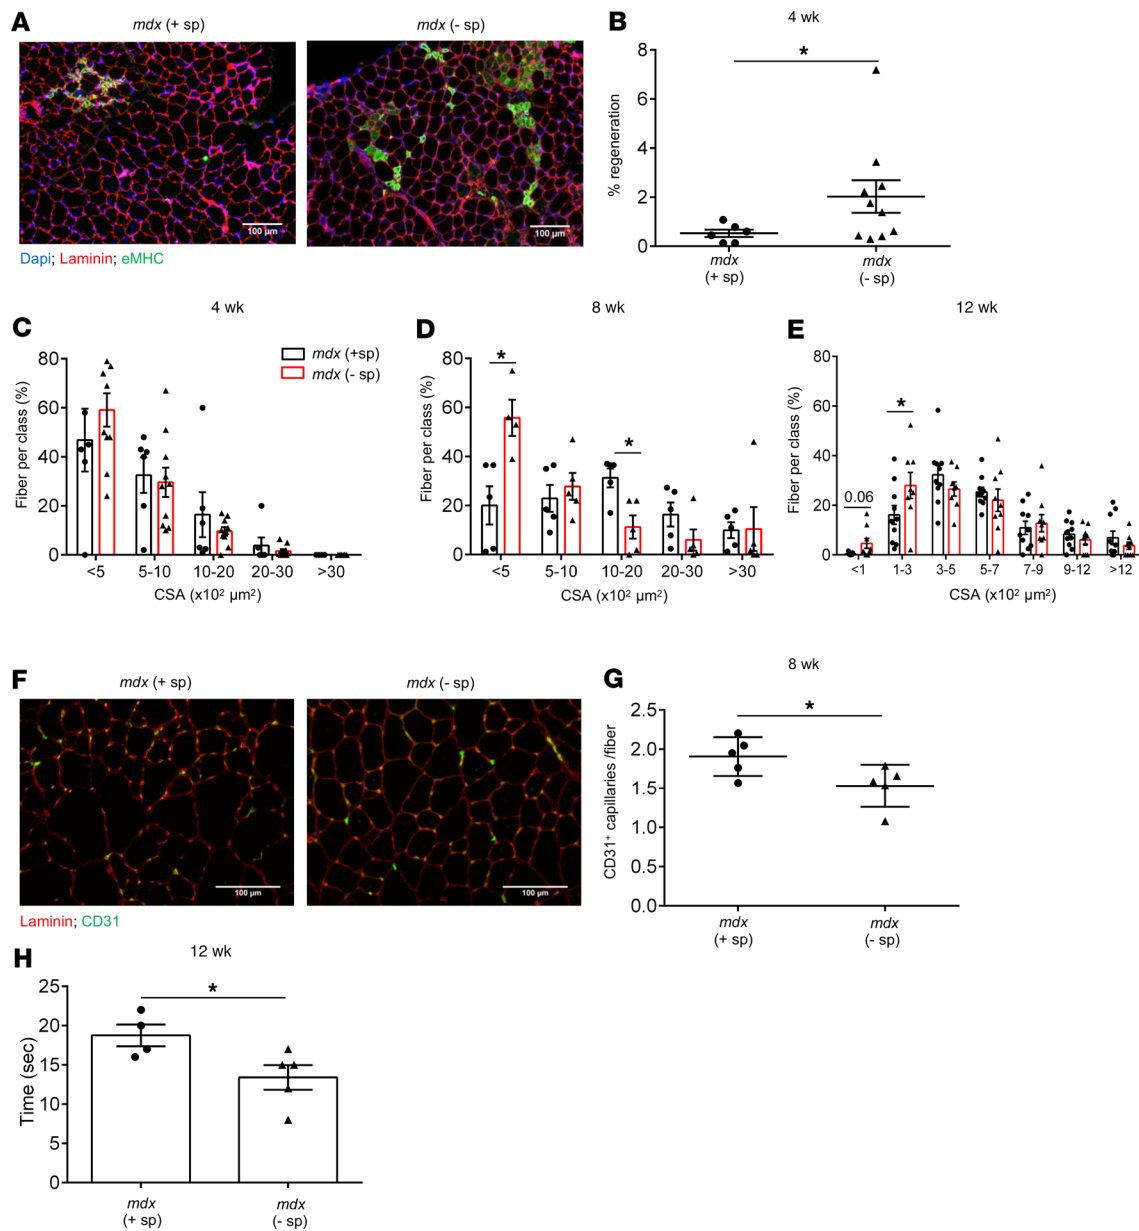 A
mdx (+ sp)
mdx (- sp)
100 µm
100 µm
Dapi; Laminin; eMHC
B
4 wk
*
% regeneration
8
6
4
2
0
mdx
(+ sp)
mdx
(- sp)
C
4 wk
mdx (+sp)
mdx (- sp)
Fiber per class (%)
80
60
40
20
0
<5
5-10
10-20
20-30
>30
CSA (x10² µm²)
D
8 wk
*
*
Fiber per class (%)
80
60
40
20
0
<5
5-10
10-20
20-30
>30
CSA (x10² µm²)
E
12 wk
*
0.06
Fiber per class (%)
80
60
40
20
0
<1
1-3
3-5
5-7
7-9
9-12
>12
CSA (x10² µm²)
F
mdx (+ sp)
mdx (- sp)
100 µm
100 µm
Laminin; CD31
G
8 wk
*
CD31⁺ capillaries /fiber
2.5
2.0
1.5
1.0
0.5
0.0
mdx
(+ sp)
mdx
(- sp)
H
12 wk
*
Time (sec)
25
20
15
10
5
0
mdx
(+ sp)
mdx
(- sp)